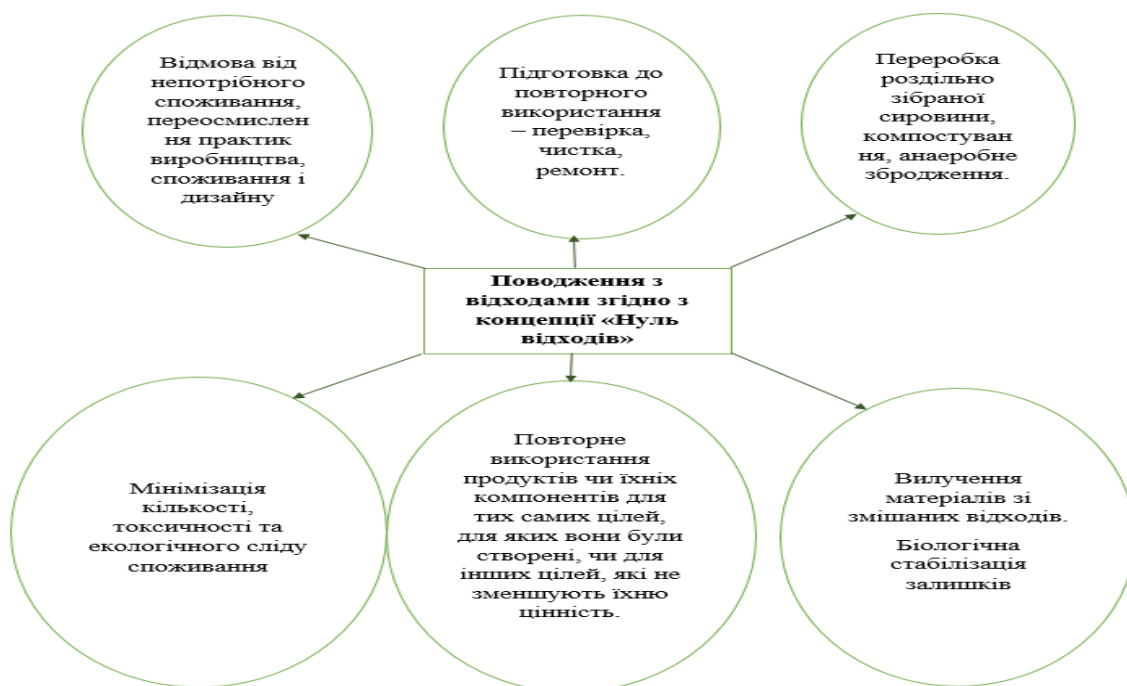 Відмова від
непотрібного
споживання,
переосмислен
ня практик
виробництва,
споживання і
дизайну
Підготовка до
повторного
використання
– перевірка,
чистка,
ремонт.
Переробка
роздільно
зібраної
сировини,
компостуван
ня, анаеробне
збродження.
Поводження з
відходами згідно з
концепції «Нуль
відходів»
Мінімізація
кількості,
токсичності та
екологічного сліду
споживання
Повторне
використання
продуктів чи їхніх
компонентів для
тих самих цілей,
для яких вони були
створені, чи для
інших цілей, які не
зменшують їхню
цінність.
Вилучення
матеріалів зі
змішаних відходів.
Біологічна
стабілізація
залишків